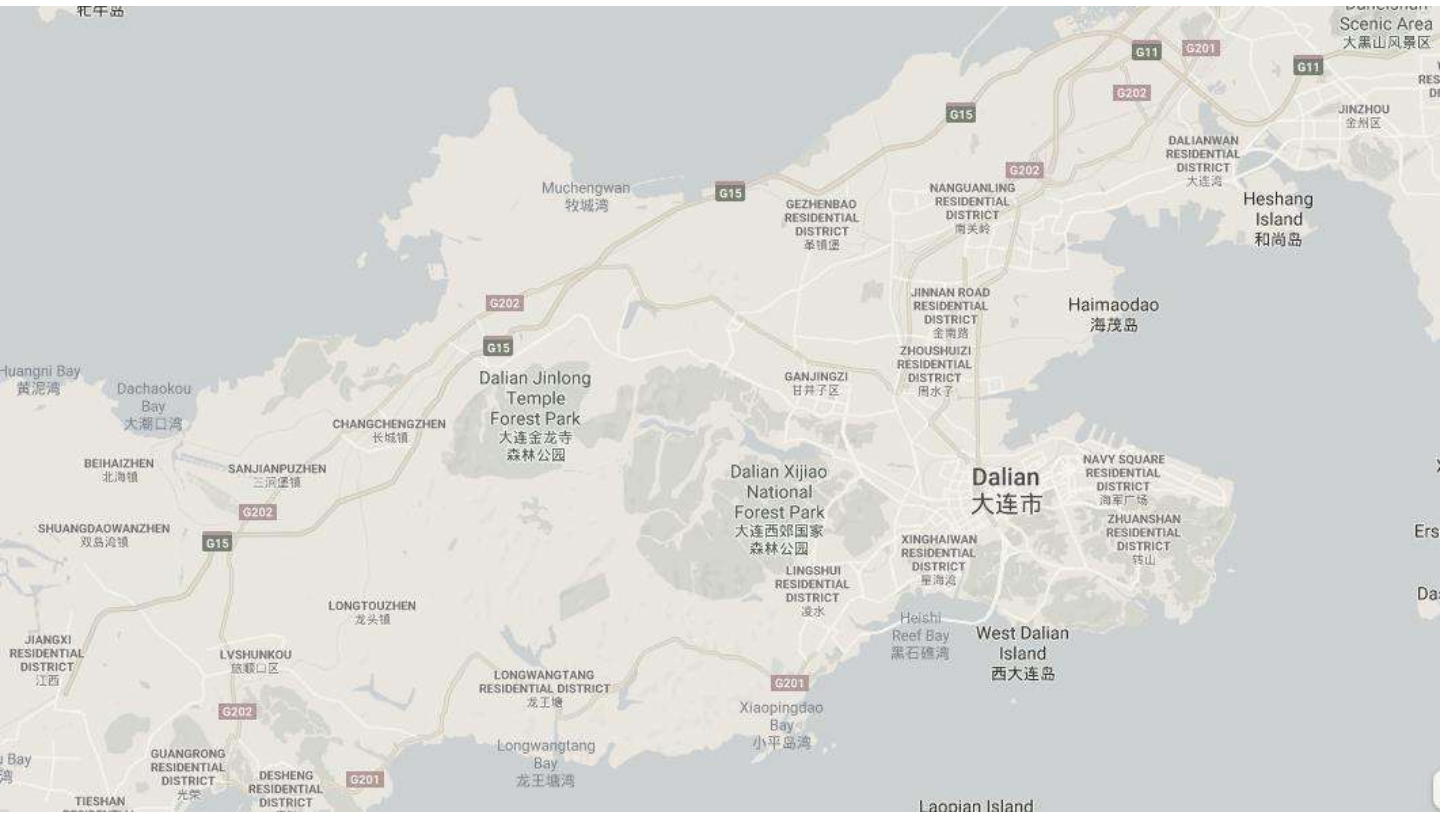 牤牛岛
Scenic Area
大黑山风景区
G11
G201
G11
G202
G15
JINZHOU
金州区
DALIANWAN
RESIDENTIAL
DISTRICT
大连湾
G202
Muchengwan
牧城湾
G15
GEZHENBAO
RESIDENTIAL
DISTRICT
革镇堡
NANGUANLING
RESIDENTIAL
DISTRICT
南关岭
Heshang
Island
和尚岛
G202
JINNAN ROAD
RESIDENTIAL
DISTRICT
金南路
Haimaodao
海茂岛
G15
ZHOUSHUIZI
RESIDENTIAL
DISTRICT
周水子
Huangni Bay
黄泥湾
Dachaokou
Bay
大潮口湾
Dalian Jinlong
Temple
Forest Park
大连金龙寺
森林公园
GANJINGZI
甘井子区
CHANGCHENGZHEN
长城镇
BEIHAIZHEN
北海镇
SANJIANPUZHEN
三涧堡镇
Dalian Xijiao
National
Forest Park
大连西郊国家
森林公园
Dalian
大连市
NAVY SQUARE
RESIDENTIAL
DISTRICT
海军广场
G202
SHUANGDAOWANZHEN
双岛湾镇
G15
ZHUANSHAN
RESIDENTIAL
DISTRICT
转山
XINGHAIWAN
RESIDENTIAL
DISTRICT
星海湾
LINGSHUI
RESIDENTIAL
DISTRICT
凌水
LONGTOUZHEN
龙头镇
Heishi
Reef Bay
黑石礁湾
West Dalian
Island
西大连岛
JIANGXI
RESIDENTIAL
DISTRICT
江西
LVSHUNKOU
旅顺口区
LONGWANGTANG
RESIDENTIAL DISTRICT
龙王塘
G201
G202
Xiaopingdao
Bay
小平岛湾
Longwangtang
Bay
龙王塘湾
GUANGRONG
RESIDENTIAL
DISTRICT
光荣
DESHENG
RESIDENTIAL
DISTRICT
G201
Bay
湾
TIESHAN
Laopian Island